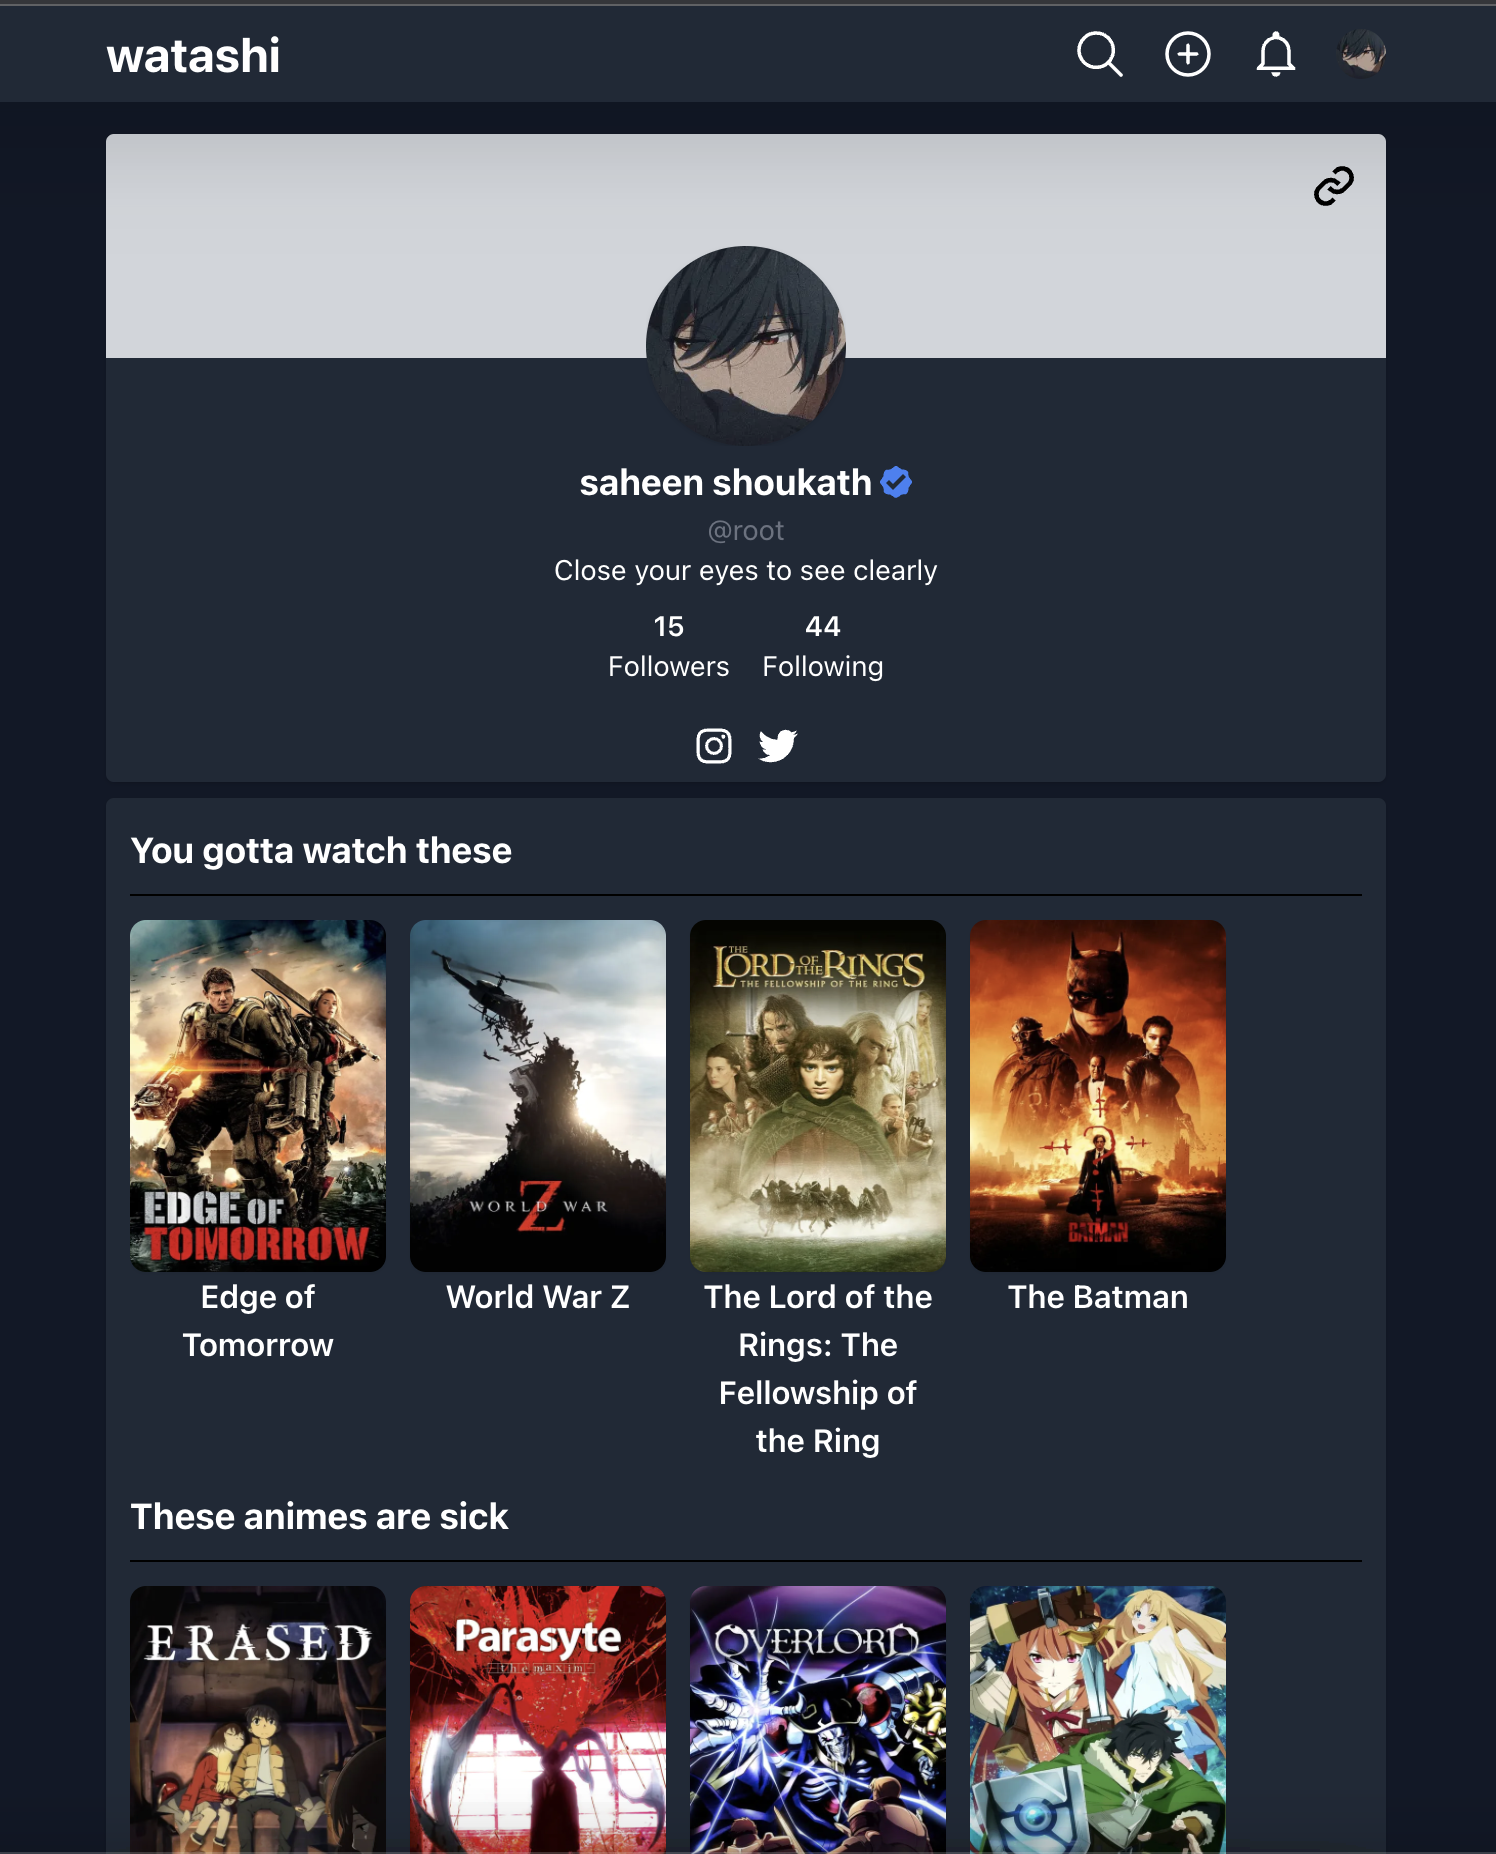 watashi
saheen shoukath
@root
Close your eyes to see clearly
15 44
Followers Following
You gotta watch these
EDGE OF
TOMORROW
WORLD WAR
Z
THE
LORD OF THE RINGS
THE FELLOWSHIP OF THE RING
BATMAN
Edge of
Tomorrow
World War Z
The Lord of the
Rings: The
Fellowship of
the Ring
The Batman
These animes are sick
ERASED
Parasyte
-the maxim-
OVERLORD